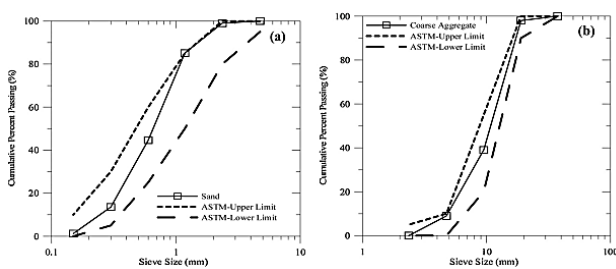 100
80
60
40
20
0
0.1
1
10
Cumulative Percent Passing (%)
Sieve Size (mm)
(a)
Sand
ASTM-Upper Limit
ASTM-Lower Limit
100
80
60
40
20
0
1
10
100
Cumulative Percent Passing (%)
Sieve Size (mm)
(b)
Coarse Aggregate
ASTM-Upper Limit
ASTM-Lower Limit